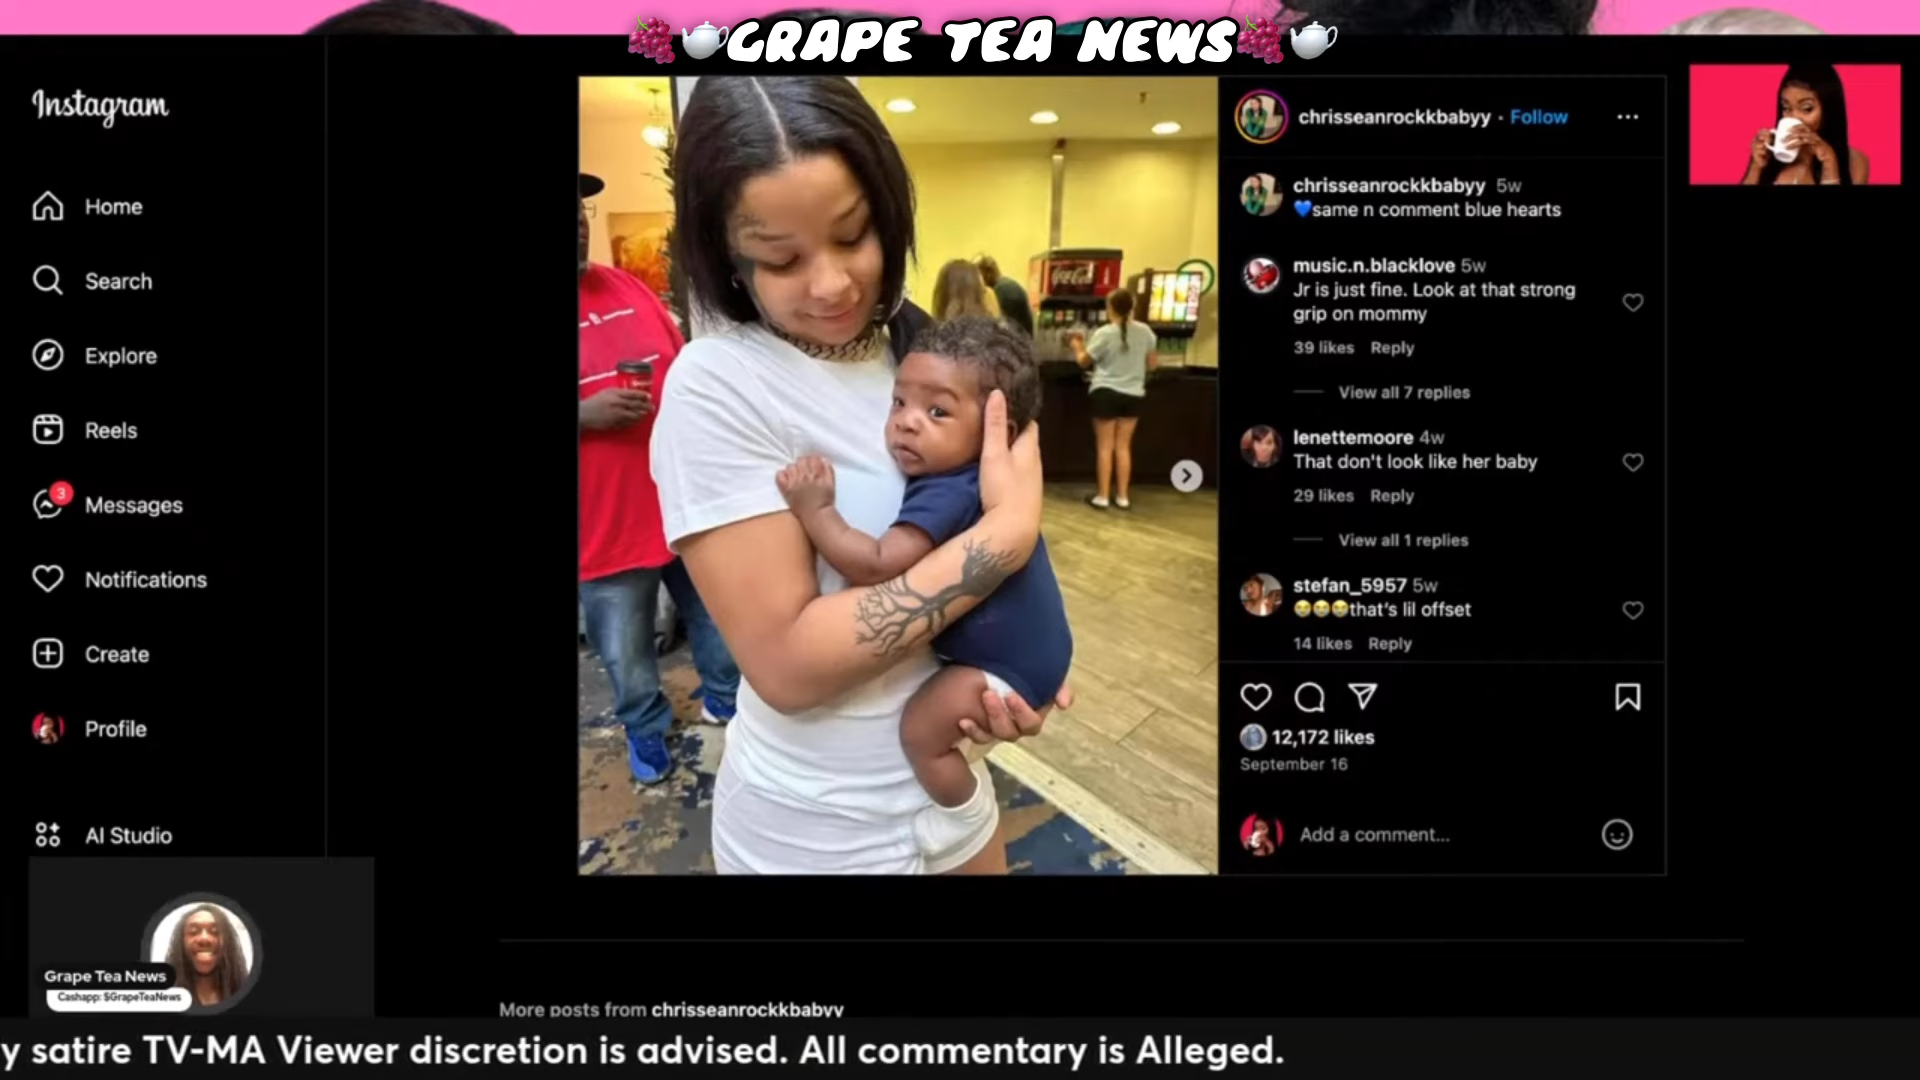 GRAPE TEA NEWS
Instagram
Home
Search
Explore
Reels
3
Messages
Notifications
Create
Profile
AI Studio
Coca-Cola
chrisseanrockkbabyy · Follow
chrisseanrockkbabyy 5w
💙same n comment blue hearts
music.n.blacklove 5w
Jr is just fine. Look at that strong
grip on mommy
39 likes Reply
View all 7 replies
lenettemoore 4w
That don't look like her baby
29 likes Reply
View all 1 replies
stefan_5957 5w
😭😭😭that's lil offset
14 likes Reply
12,172 likes
September 16
Add a comment...
Grape Tea News
Cashapp: $GrapeTeaNews
More posts from chrisseanrockkbabyy
y satire TV-MA Viewer discretion is advised. All commentary is Alleged.